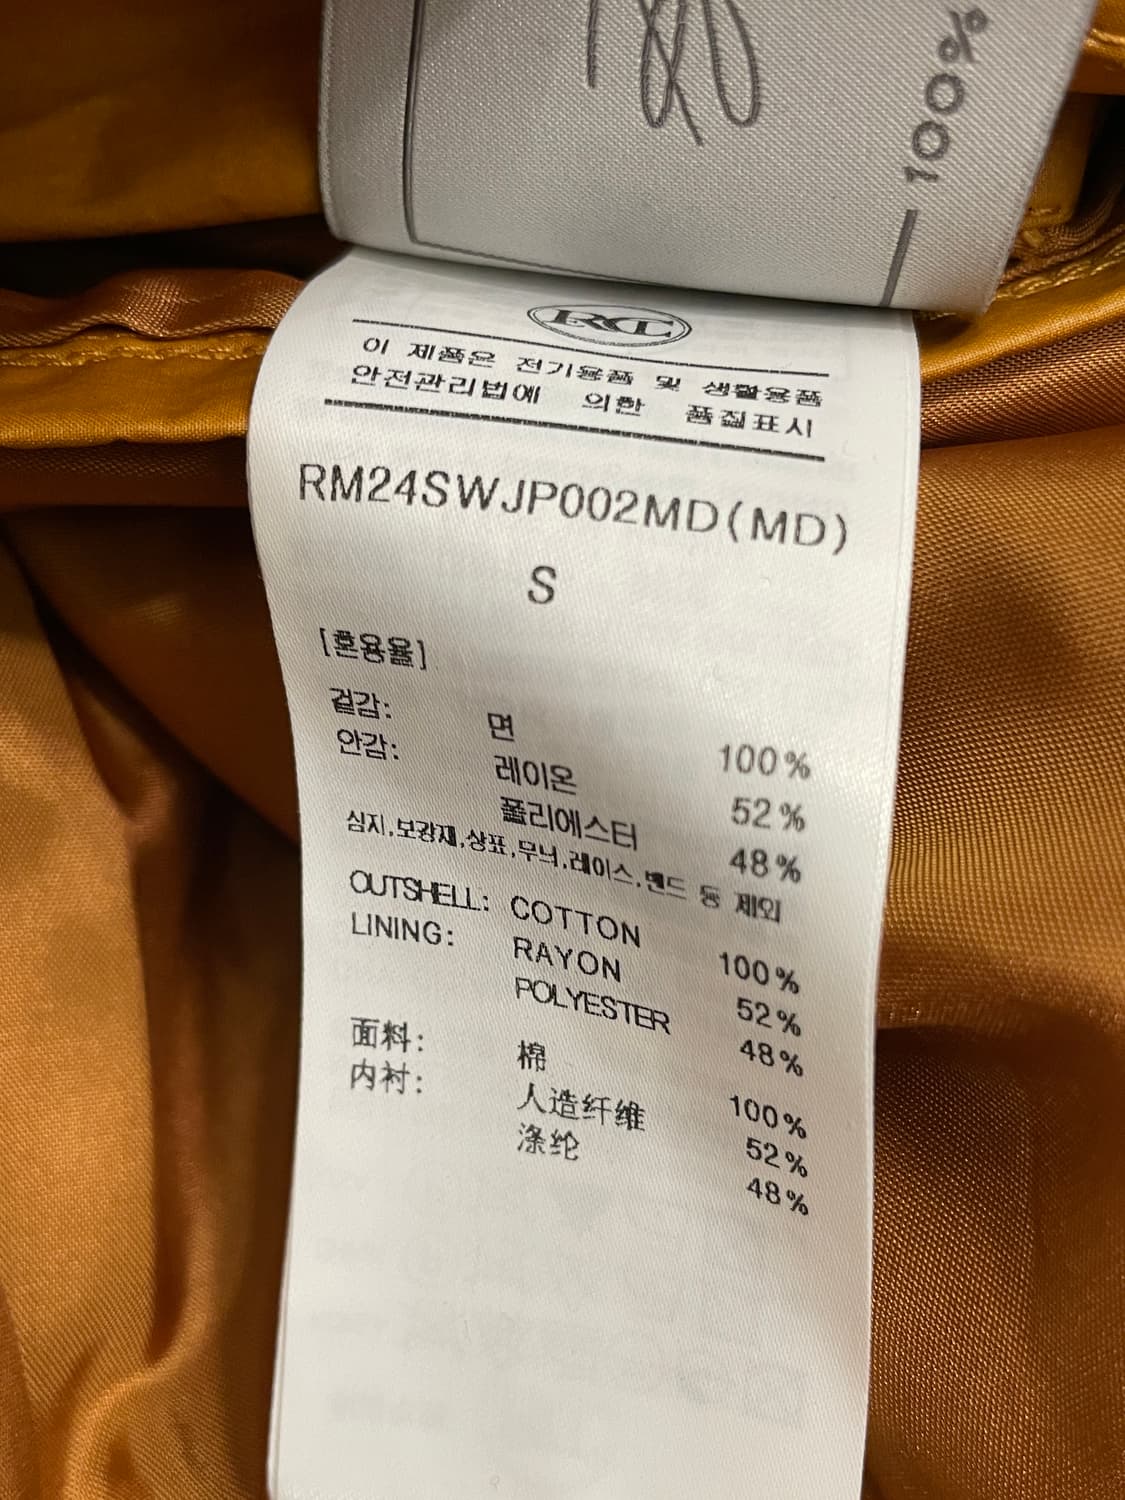 100%
이 제품은 전기용품 및 생활용품
안전관리법에 의한 품질표시
RM24SWJP002MD(MD)
S
[혼용율]
겉감: 면 100%
안감: 레이온 52%
폴리에스터 48%
심지,보강재,상표,무늬,레이스,밴드 등 제외
OUTSHELL: COTTON 100%
LINING: RAYON 52%
POLYESTER 48%
面料: 棉 100%
内衬: 人造纤维 52%
涤纶 48%